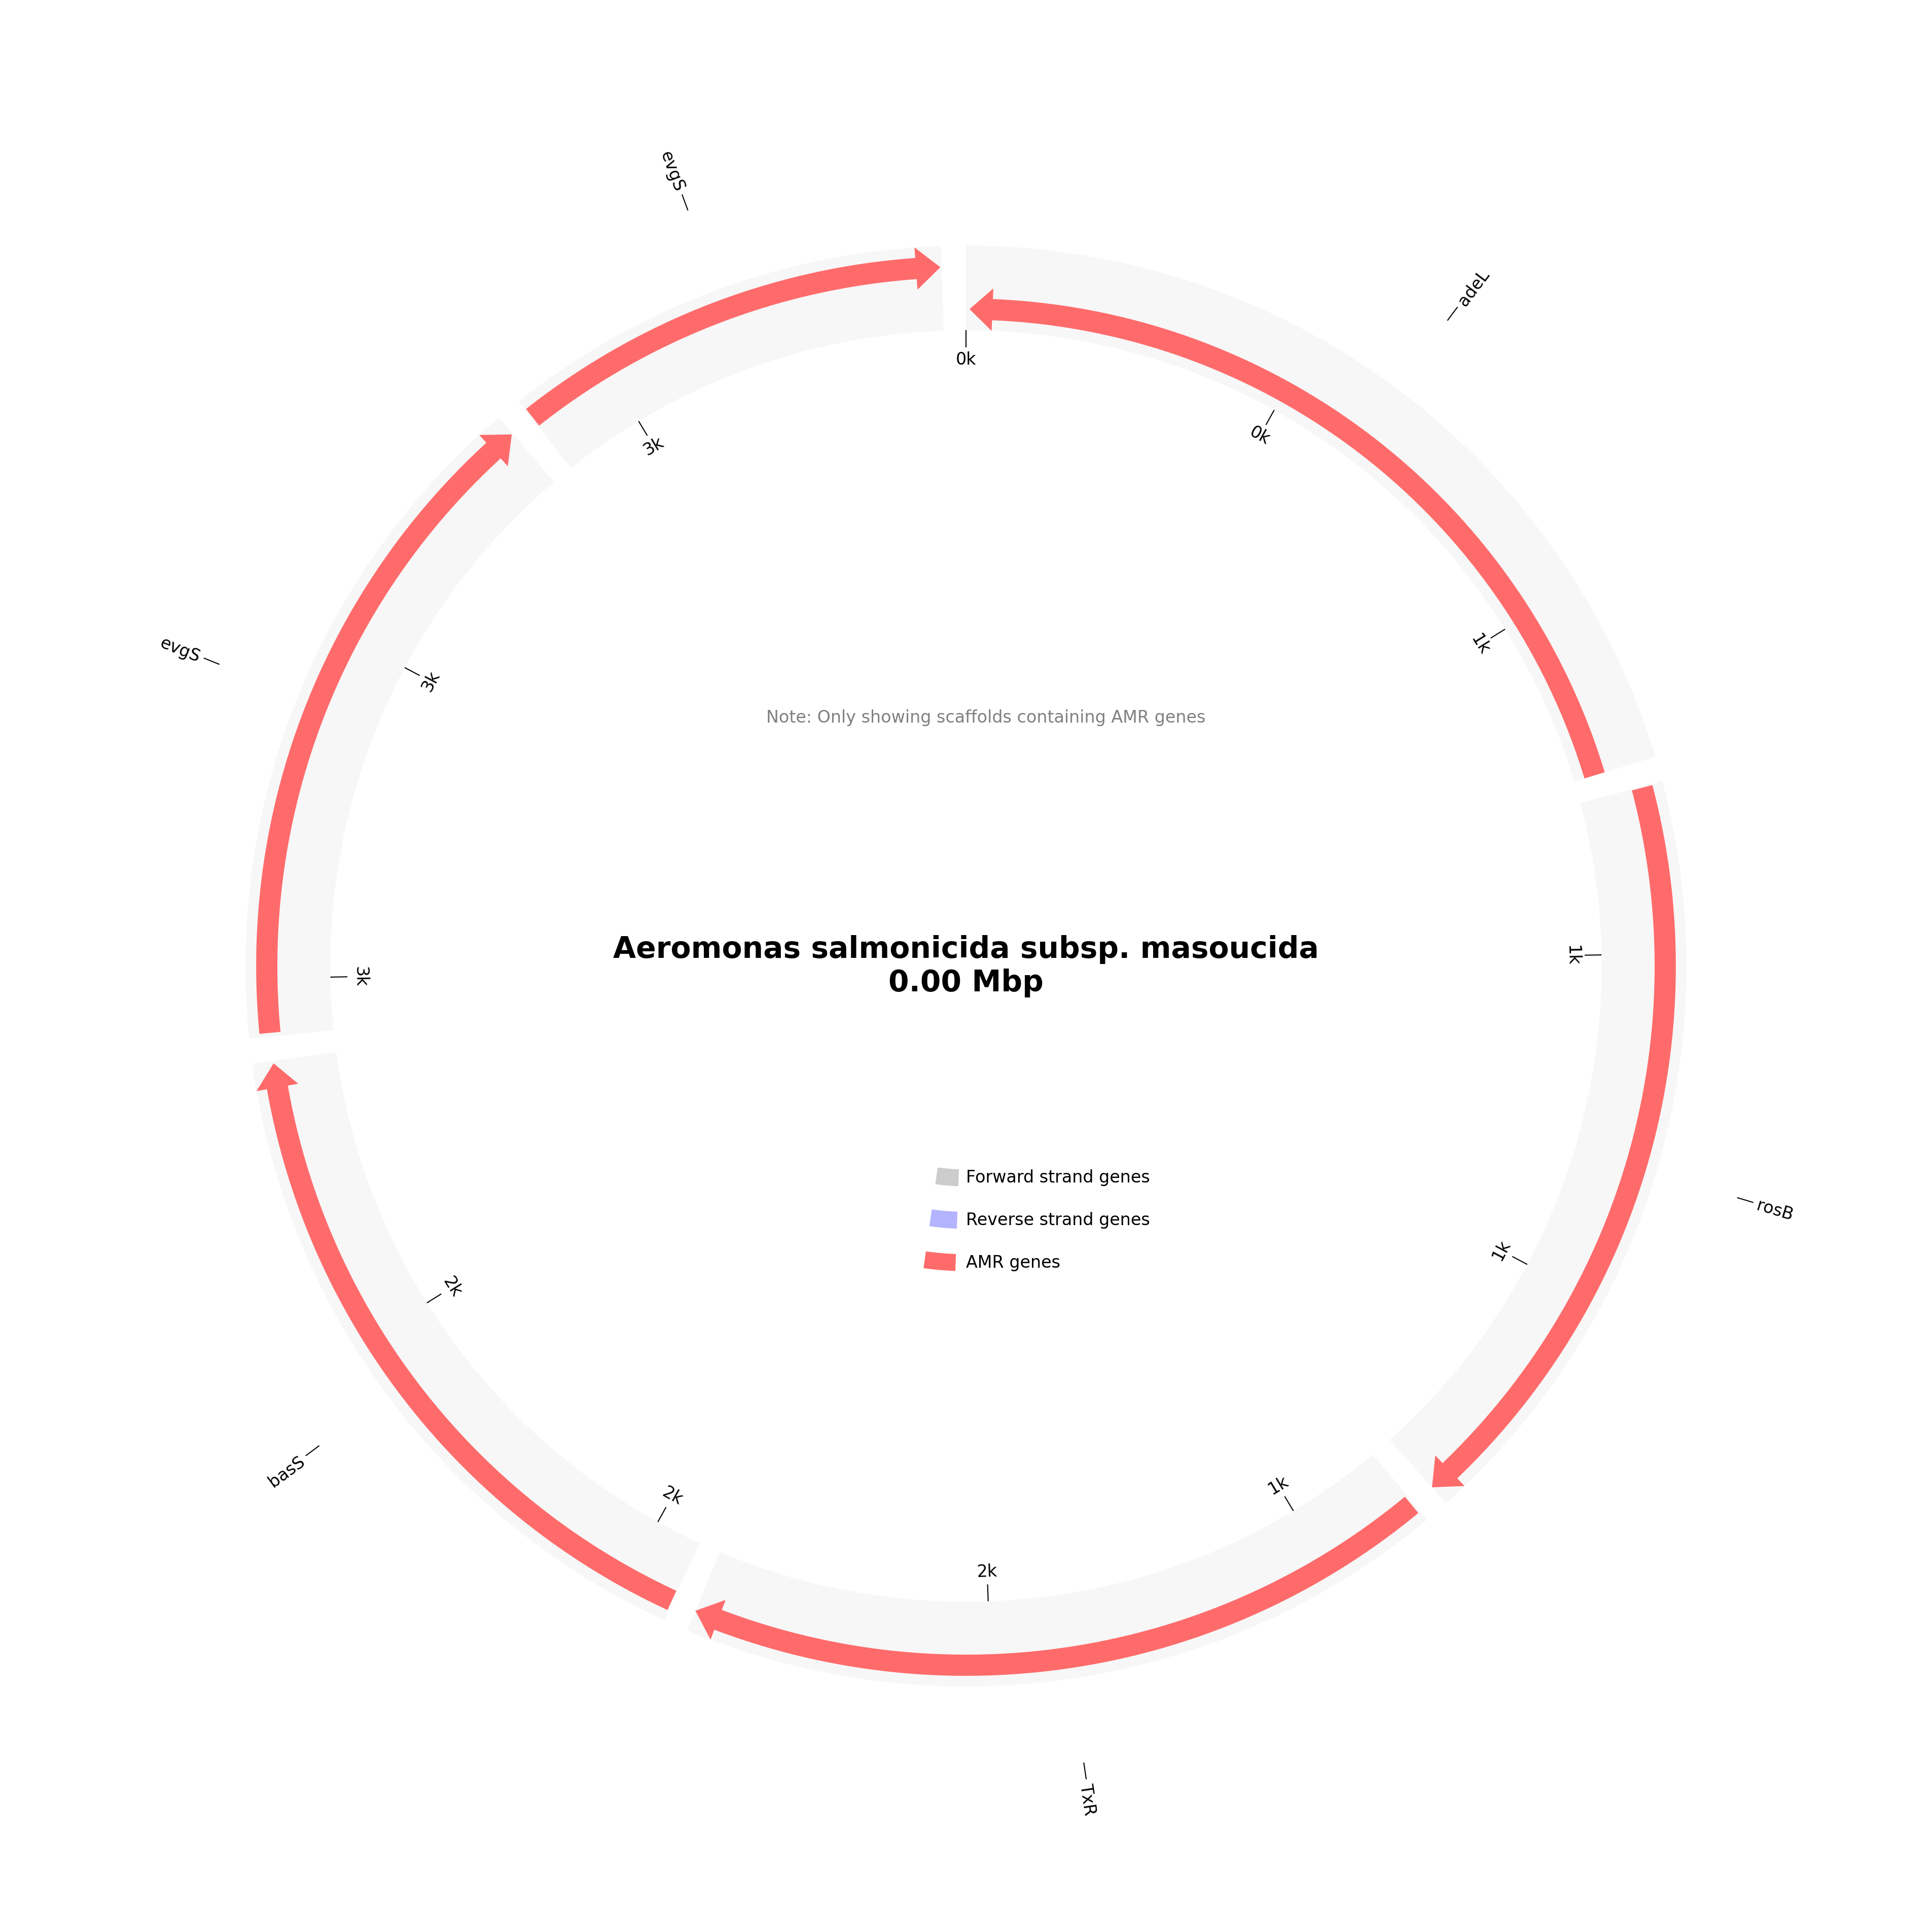 evgS
adeL
0k
0k
3k
1k
evgS
3k
Note: Only showing scaffolds containing AMR genes
Aeromonas salmonicida subsp. masoucida
0.00 Mbp
1k
3k
Forward strand genes
Reverse strand genes
AMR genes
rosB
1k
2k
basS
2k
1k
2k
TxR